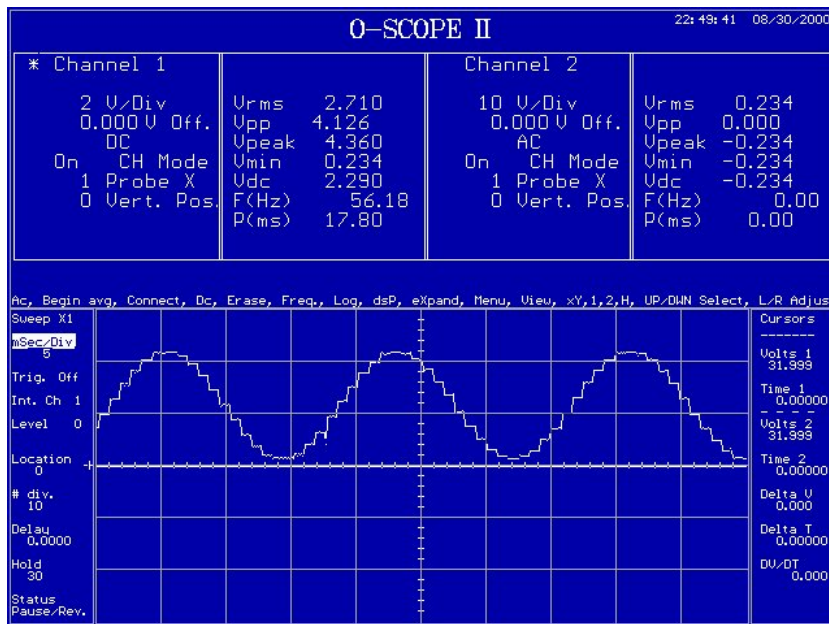 O-SCOPE II
22:49:41 08/30/2000
* Channel 1
2 V/Div
0.000 V Off.
DC
On CH Mode
1 Probe X
0 Vert. Pos.
Vrms 2.710
Vpp 4.126
Vpeak 4.360
Vmin 0.234
Vdc 2.290
F(Hz) 56.18
P(ms) 17.80
Channel 2
10 V/Div
0.000 V Off.
AC
On CH Mode
1 Probe X
0 Vert. Pos.
Vrms 0.234
Vpp 0.000
Vpeak -0.234
Vmin -0.234
Vdc -0.234
F(Hz) 0.00
P(ms) 0.00
Ac, Begin avg, Connect, Dc, Erase, Freq., Log, dsP, eXpand, Menu, View, xY,1,2,H, UP/DWN Select, L/R Adjus
Sweep X1
mSec/Div
5
Trig. Off
Int. Ch 1
Level 0
Location
0
# div.
10
Delay
0.0000
Hold
30
Status
Pause/Rev.
Cursors
Volts 1
31.999
Time 1
0.00000
Volts 2
31.999
Time 2
0.00000
Delta V
0.000
Delta T
0.00000
DV/DT
0.000